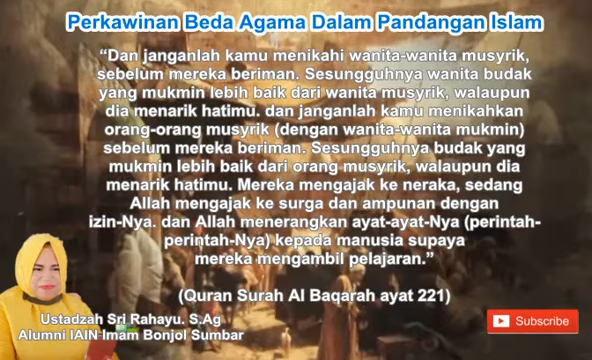 Perkawinan Beda Agama Dalam Pandangan Islam
“Dan janganlah kamu menikahi wanita-wanita musyrik,
sebelum mereka beriman. Sesungguhnya wanita budak
yang mukmin lebih baik dari wanita musyrik, walaupun
dia menarik hatimu. dan janganlah kamu menikahkan
orang-orang musyrik (dengan wanita-wanita mukmin)
sebelum mereka beriman. Sesungguhnya budak yang
mukmin lebih baik dari orang musyrik, walaupun dia
menarik hatimu. Mereka mengajak ke neraka, sedang
Allah mengajak ke surga dan ampunan dengan
izin-Nya. dan Allah menerangkan ayat-ayat-Nya (perintah-
perintah-Nya) kepada manusia supaya
mereka mengambil pelajaran.”
(Quran Surah Al Baqarah ayat 221)
Ustadzah Sri Rahayu. S.Ag
Alumni IAIN Imam Bonjol Sumbar
Subscribe